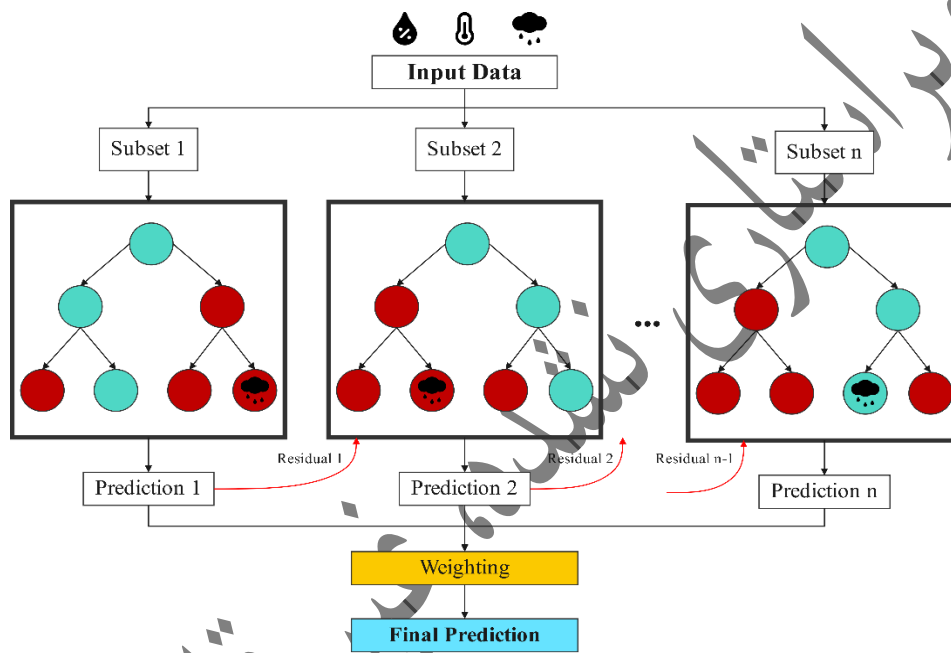 Input Data
Subset 1
Subset 2
Subset n
...
Residual 1
Residual 2
Residual n-1
Prediction 1
Prediction 2
Prediction n
Weighting
Final Prediction